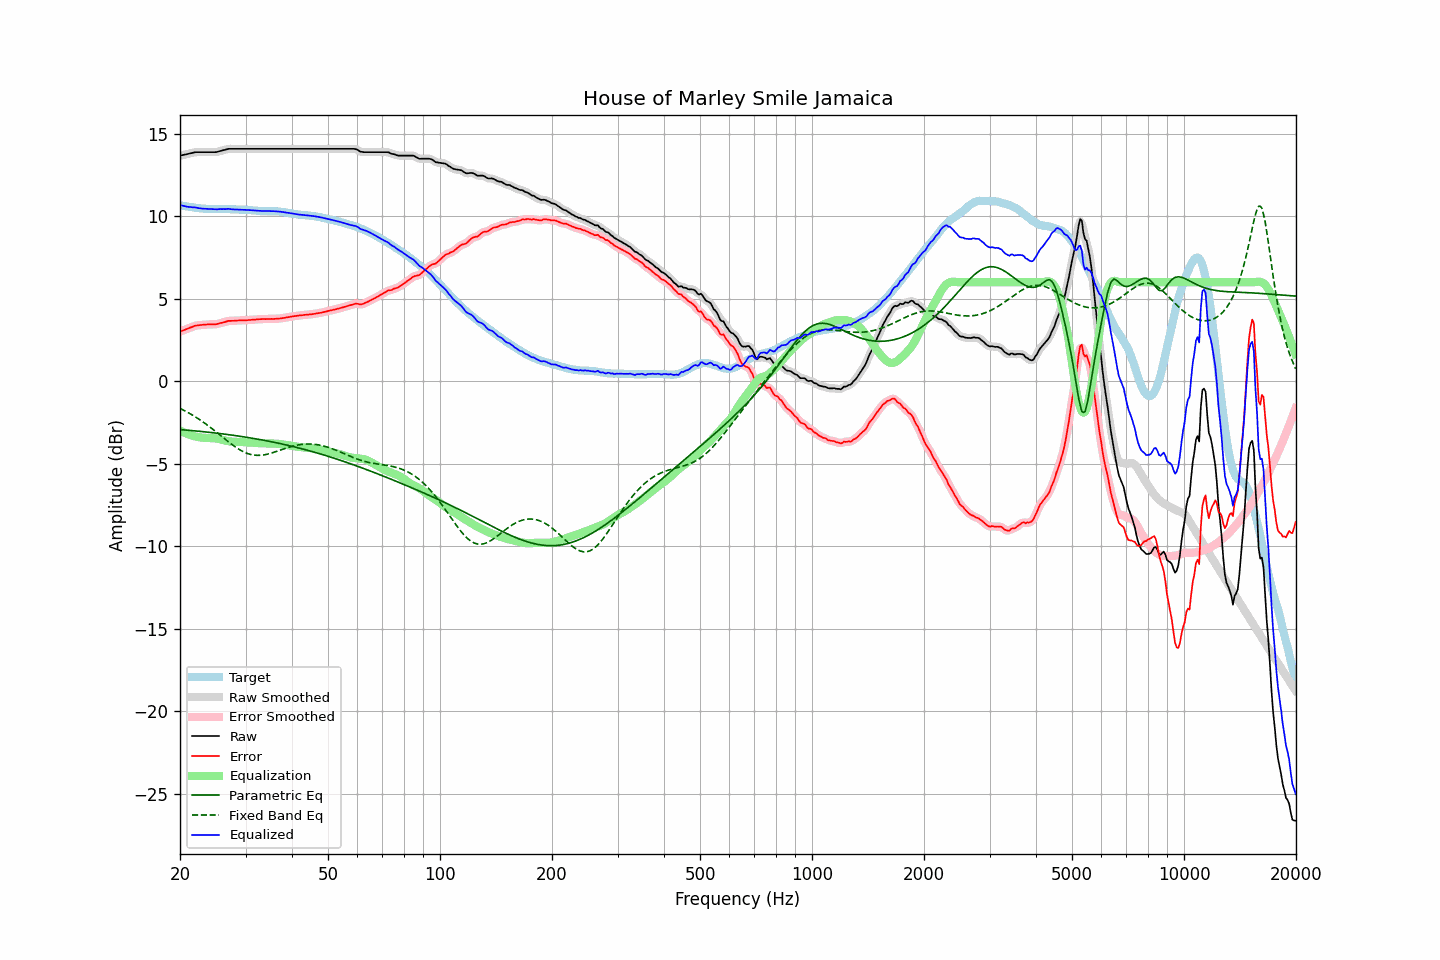 House of Marley Smile Jamaica
Amplitude (dBr)
15
10
5
0
−5
−10
−15
−20
−25
Target
Raw Smoothed
Error Smoothed
Raw
Error
Equalization
Parametric Eq
Fixed Band Eq
Equalized
20
50
100
200
500
1000
2000
5000
10000
20000
Frequency (Hz)